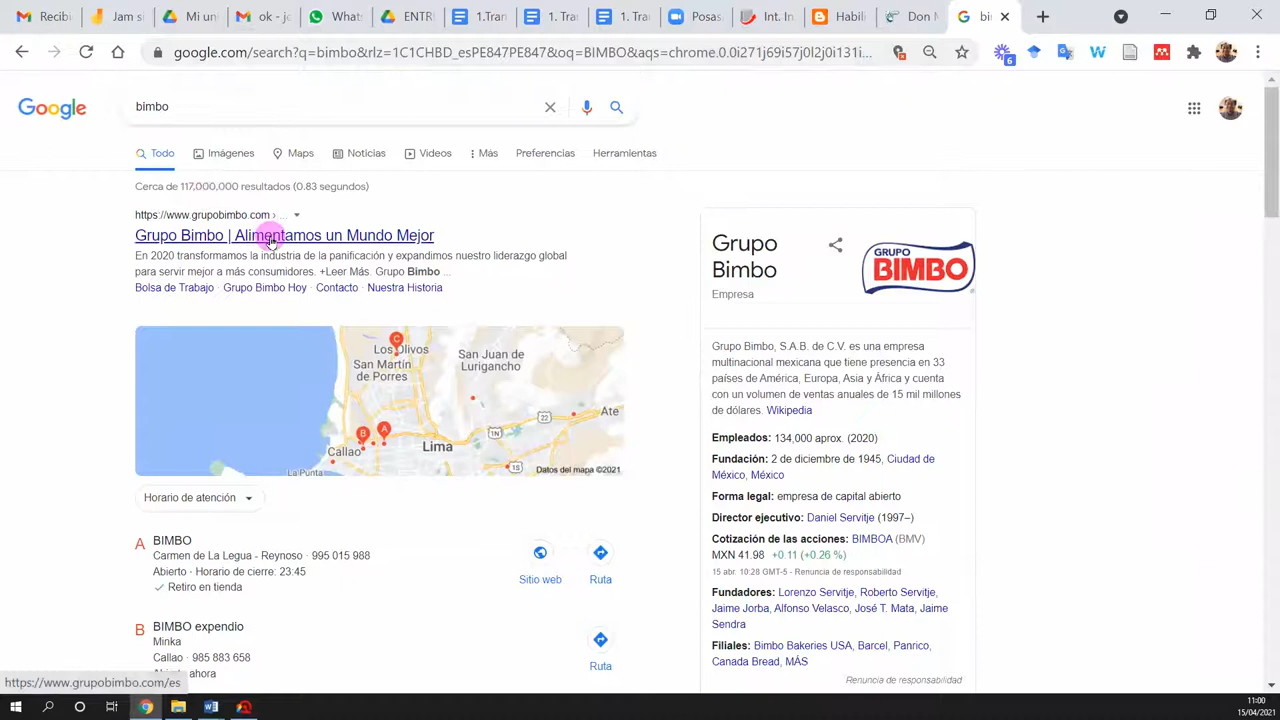 Recib
Jam si
Mi uni
ok - je
Whats
ENTR
1.Tran
1. Tra
1. Tra
Posas
Int. In
Habil
Don M
bi
google.com/search?q=bimbo&rlz=1C1CHBD_esPE847PE847&oq=BIMBO&aqs=chrome.0.0i271j69i57j0l2j0i131i...
6
Google
bimbo
Todo
Imágenes
Maps
Noticias
Videos
Más
Preferencias
Herramientas
Cerca de 117,000,000 resultados (0.83 segundos)
https://www.grupobimbo.com › ...
Grupo Bimbo | Alimentamos un Mundo Mejor
En 2020 transformamos la industria de la panificación y expandimos nuestro liderazgo global
para servir mejor a más consumidores. +Leer Más. Grupo Bimbo ...
Bolsa de Trabajo · Grupo Bimbo Hoy · Contacto · Nuestra Historia
C
Los Olivos
San Martín
de Porres
San Juan de
Lurigancho
22
Ate
1N
B
A
Lima
Callao
La Punta
1S
Datos del mapa ©2021
Horario de atención
A
BIMBO
Carmen de La Legua - Reynoso · 995 015 988
Abierto · Horario de cierre: 23:45
Retiro en tienda
Sitio web
Ruta
B
BIMBO expendio
Minka
Callao · 985 883 658
ahora
Ruta
https://www.grupobimbo.com/es
Grupo
Bimbo
Empresa
GRUPO
BIMBO
Grupo Bimbo, S.A.B. de C.V. es una empresa
multinacional mexicana que tiene presencia en 33
países de América, Europa, Asia y África y cuenta
con un volumen de ventas anuales de 15 mil millones
de dólares. Wikipedia
Empleados: 134,000 aprox. (2020)
Fundación: 2 de diciembre de 1945, Ciudad de
México, México
Forma legal: empresa de capital abierto
Director ejecutivo: Daniel Servitje (1997–)
Cotización de las acciones: BIMBOA (BMV)
MXN 41.98 +0.11 (+0.26 %)
15 abr. 10:28 GMT-5 - Renuncia de responsabilidad
Fundadores: Lorenzo Servitje, Roberto Servitje,
Jaime Jorba, Alfonso Velasco, José T. Mata, Jaime
Sendra
Filiales: Bimbo Bakeries USA, Barcel, Panrico,
Canada Bread, MÁS
Renuncia de responsabilidad
11:00
15/04/2021